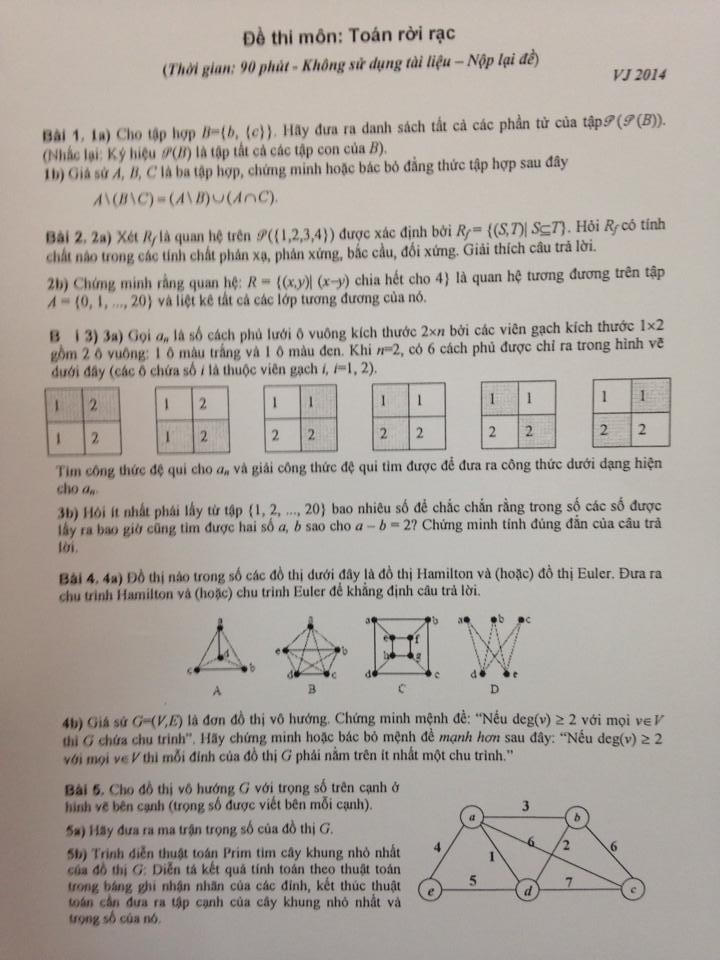 Đề thi môn: Toán rời rạc
(Thời gian: 90 phút - Không sử dụng tài liệu – Nộp lại đề)
VJ 2014
Bài 1. 1a) Cho tập hợp B={b, {c}}. Hãy đưa ra danh sách tất cả các phần tử của tập 𝒫(𝒫(B)).
(Nhắc lại: Ký hiệu 𝒫(B) là tập tất cả các tập con của B).
1b) Giả sử A, B, C là ba tập hợp, chứng minh hoặc bác bỏ đẳng thức tập hợp sau đây
A\(B\C) = (A\B)∪(A∩C).
Bài 2. 2a) Xét Rf là quan hệ trên 𝒫({1,2,3,4}) được xác định bởi Rf = {(S,T)| S⊆T}. Hỏi Rf có tính
chất nào trong các tính chất phản xạ, phản xứng, bắc cầu, đối xứng. Giải thích câu trả lời.
2b) Chứng minh rằng quan hệ: R = {(x,y)| (x−y) chia hết cho 4} là quan hệ tương đương trên tập
A = {0, 1, ..., 20} và liệt kê tất cả các lớp tương đương của nó.
B i 3) 3a) Gọi aₙ là số cách phủ lưới ô vuông kích thước 2×n bởi các viên gạch kích thước 1×2
gồm 2 ô vuông: 1 ô màu trắng và 1 ô màu đen. Khi n=2, có 6 cách phủ được chỉ ra trong hình vẽ
dưới đây (các ô chứa số i là thuộc viên gạch i, i=1, 2).
1 2 1 2 1 1 1 1 1 1 1 1
1 2 1 2 2 2 2 2 2 2 2 2
Tìm công thức đệ qui cho aₙ và giải công thức đệ qui tìm được để đưa ra công thức dưới dạng hiện
cho aₙ.
3b) Hỏi ít nhất phải lấy từ tập {1, 2, ..., 20} bao nhiêu số để chắc chắn rằng trong số các số được
lấy ra bao giờ cũng tìm được hai số a, b sao cho a – b = 2? Chứng minh tính đúng đắn của câu trả
lời.
Bài 4. 4a) Đồ thị nào trong số các đồ thị dưới đây là đồ thị Hamilton và (hoặc) đồ thị Euler. Đưa ra
chu trình Hamilton và (hoặc) chu trình Euler để khẳng định câu trả lời.
a a a b a b c
d e b e f
c b d c h g
d c d e
A B C D
4b) Giả sử G=(V,E) là đơn đồ thị vô hướng. Chứng minh mệnh đề: "Nếu deg(v) ≥ 2 với mọi v∈V
thì G chứa chu trình". Hãy chứng minh hoặc bác bỏ mệnh đề mạnh hơn sau đây: "Nếu deg(v) ≥ 2
với mọi v∈V thì mỗi đỉnh của đồ thị G phải nằm trên ít nhất một chu trình."
Bài 5. Cho đồ thị vô hướng G với trọng số trên cạnh ở
hình vẽ bên cạnh (trọng số được viết bên mỗi cạnh).
5a) Hãy đưa ra ma trận trọng số của đồ thị G.
5b) Trình diễn thuật toán Prim tìm cây khung nhỏ nhất
của đồ thị G: Diễn tả kết quả tính toán theo thuật toán
trong bảng ghi nhận nhãn của các đỉnh, kết thúc thuật
toán cần đưa ra tập cạnh của cây khung nhỏ nhất và
trọng số của nó.
3
a b
4 1 6 2 6
e 5 d 7 c